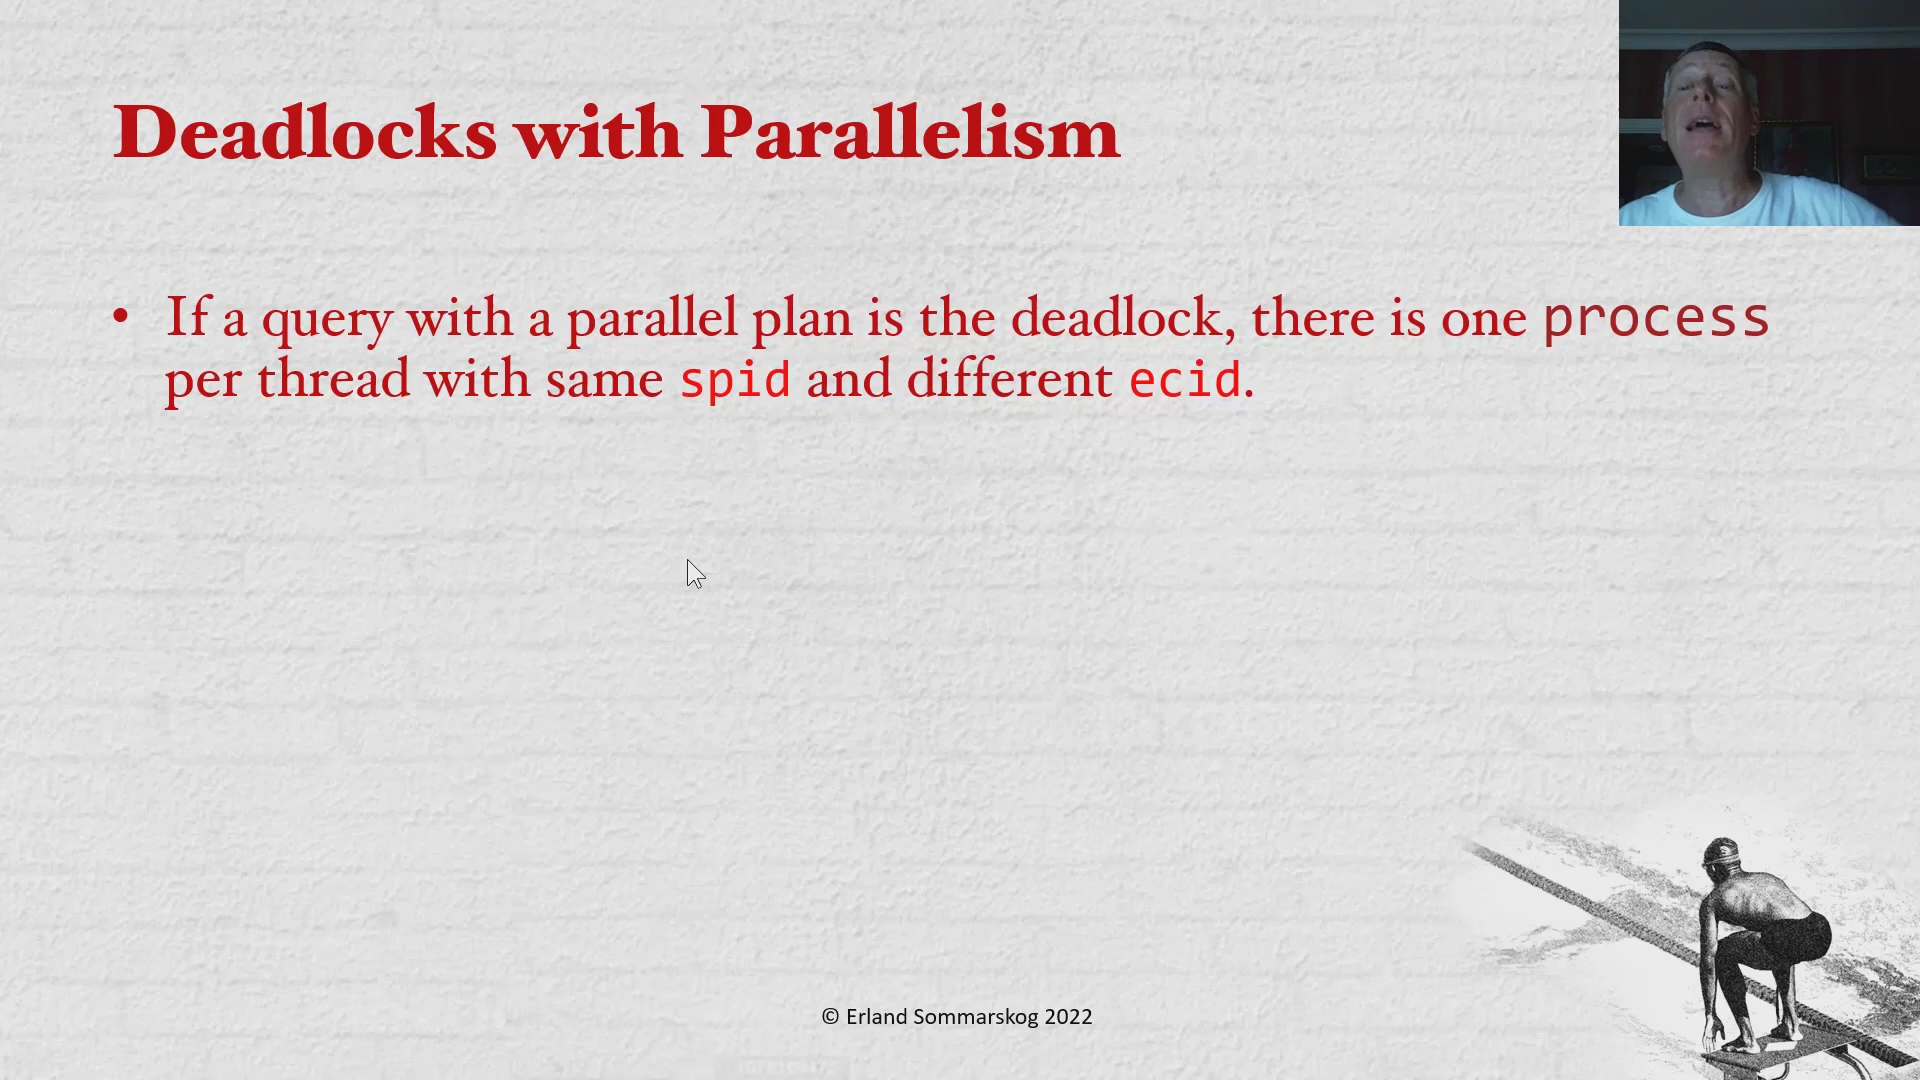 Deadlocks with Parallelism
• If a query with a parallel plan is the deadlock, there is one process
per thread with same spid and different ecid.
© Erland Sommarskog 2022